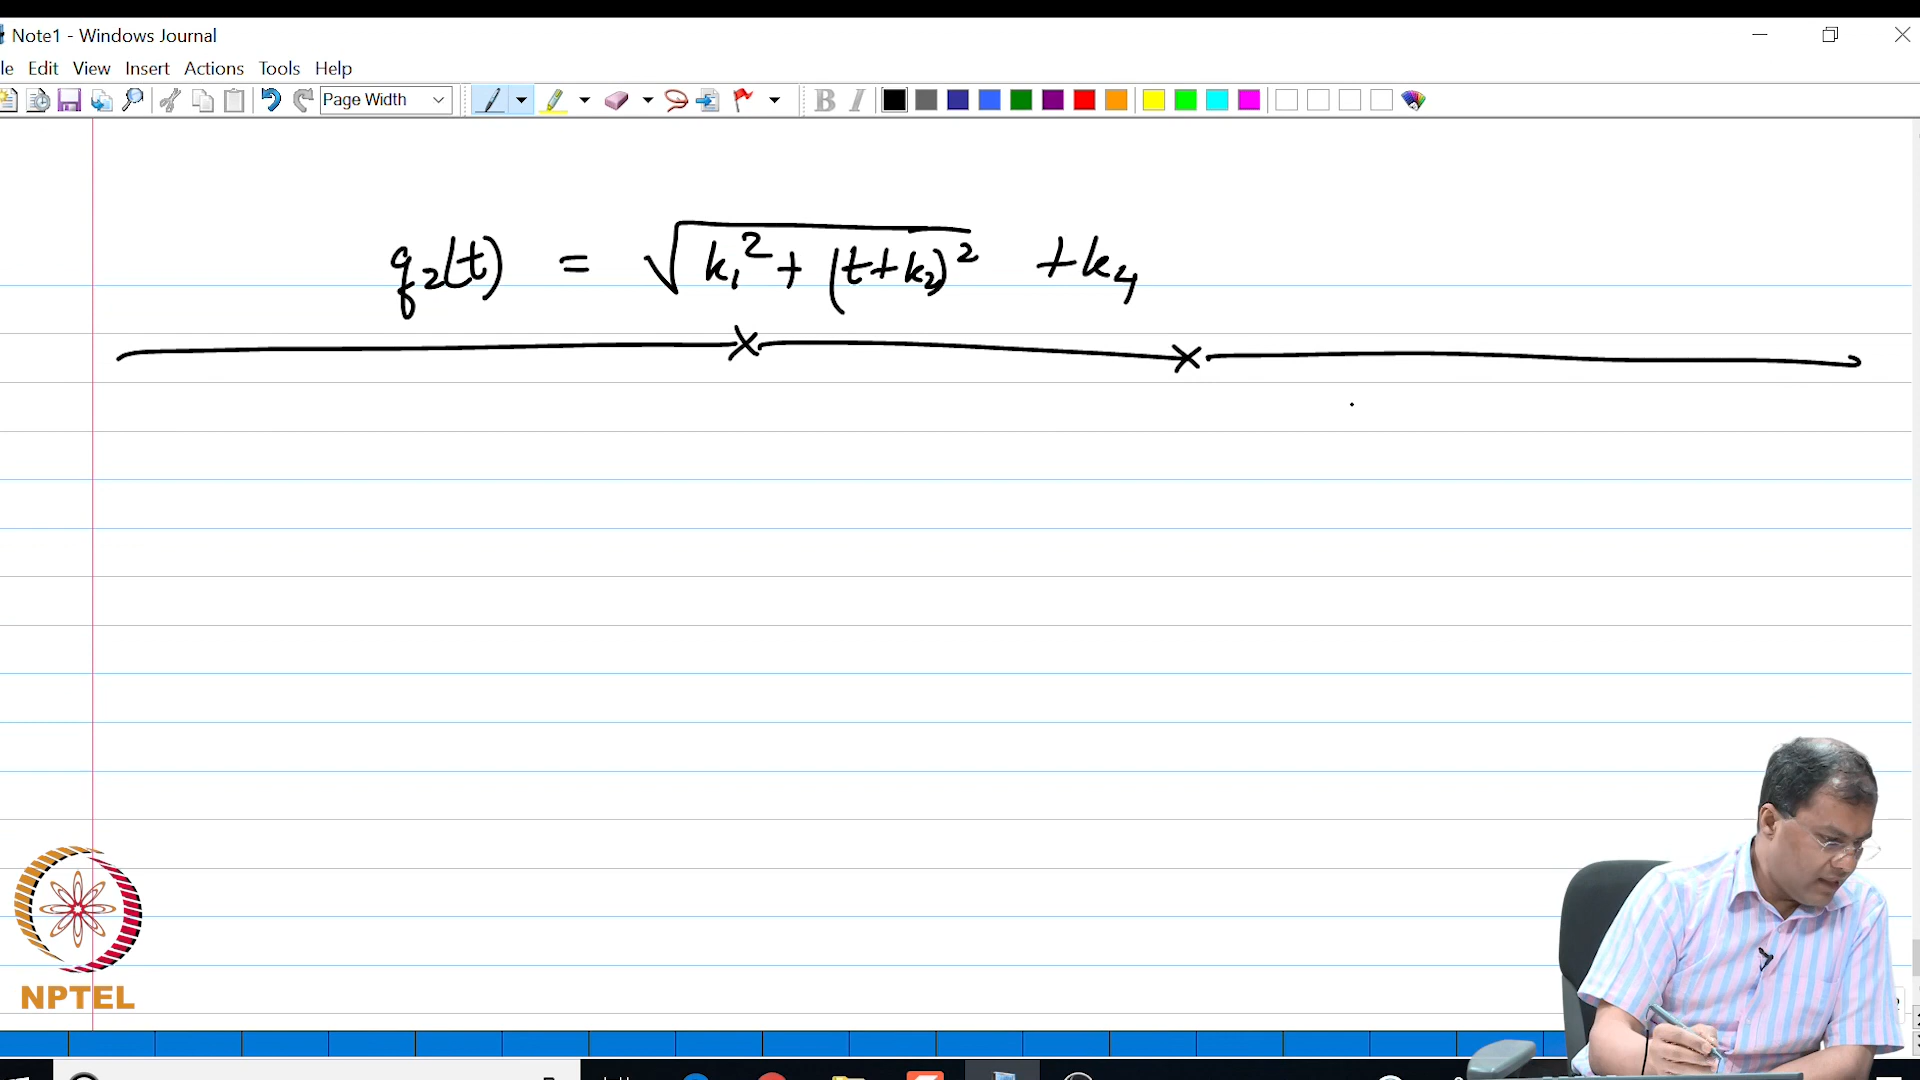 Note1 - Windows Journal
le Edit View Insert Actions Tools Help
Page Width B I
q₂(t) = √(k₁² + (t+k₂)²) + k₄
NPTEL